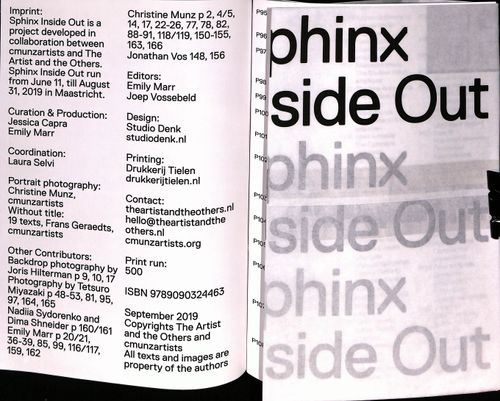 Imprint:
Sphinx Inside Out is a
project developed in
collaboration between
cmunzartists and The
Artist and the Others.
Sphinx Inside Out run
from June 11, till August
31, 2019 in Maastricht.
Curation & Production:
Jessica Capra
Emily Marr
Coordination:
Laura Selvi
Portrait photography:
Christine Munz,
cmunzartists
Without title:
19 texts, Frans Geraedts,
cmunzartists
Other Contributors:
Backdrop photography by
Joris Hilterman p 9, 10, 17
Photography by Tetsuro
Miyazaki p 48-53, 81, 95,
97, 164, 165
Nadiia Sydorenko and
Dima Shneider p 160/161
Emily Marr p 20/21,
36-39, 85, 99, 116/117,
159, 162
Christine Munz p 2, 4/5,
14, 17, 22-26, 77, 78, 82,
88-91, 118/119, 150-155,
163, 166
Jonathan Vos 148, 156
Editors:
Emily Marr
Joep Vossebeld
Design:
Studio Denk
studiodenk.nl
Printing:
Drukkerij Tielen
drukkerijtielen.nl
Contact:
theartistandtheothers.nl
hello@theartistandthe
others.nl
cmunzartists.org
Print run:
500
ISBN 9789090324463
September 2019
Copyrights The Artist
and the Others and
cmunzartists
All texts and images are
property of the authors
P95
P96
P97
P98
P99
P100
P101
P102
P103
P104
P105
P106
P107
phinx
side Out
phinx
side Out
phinx
side Out